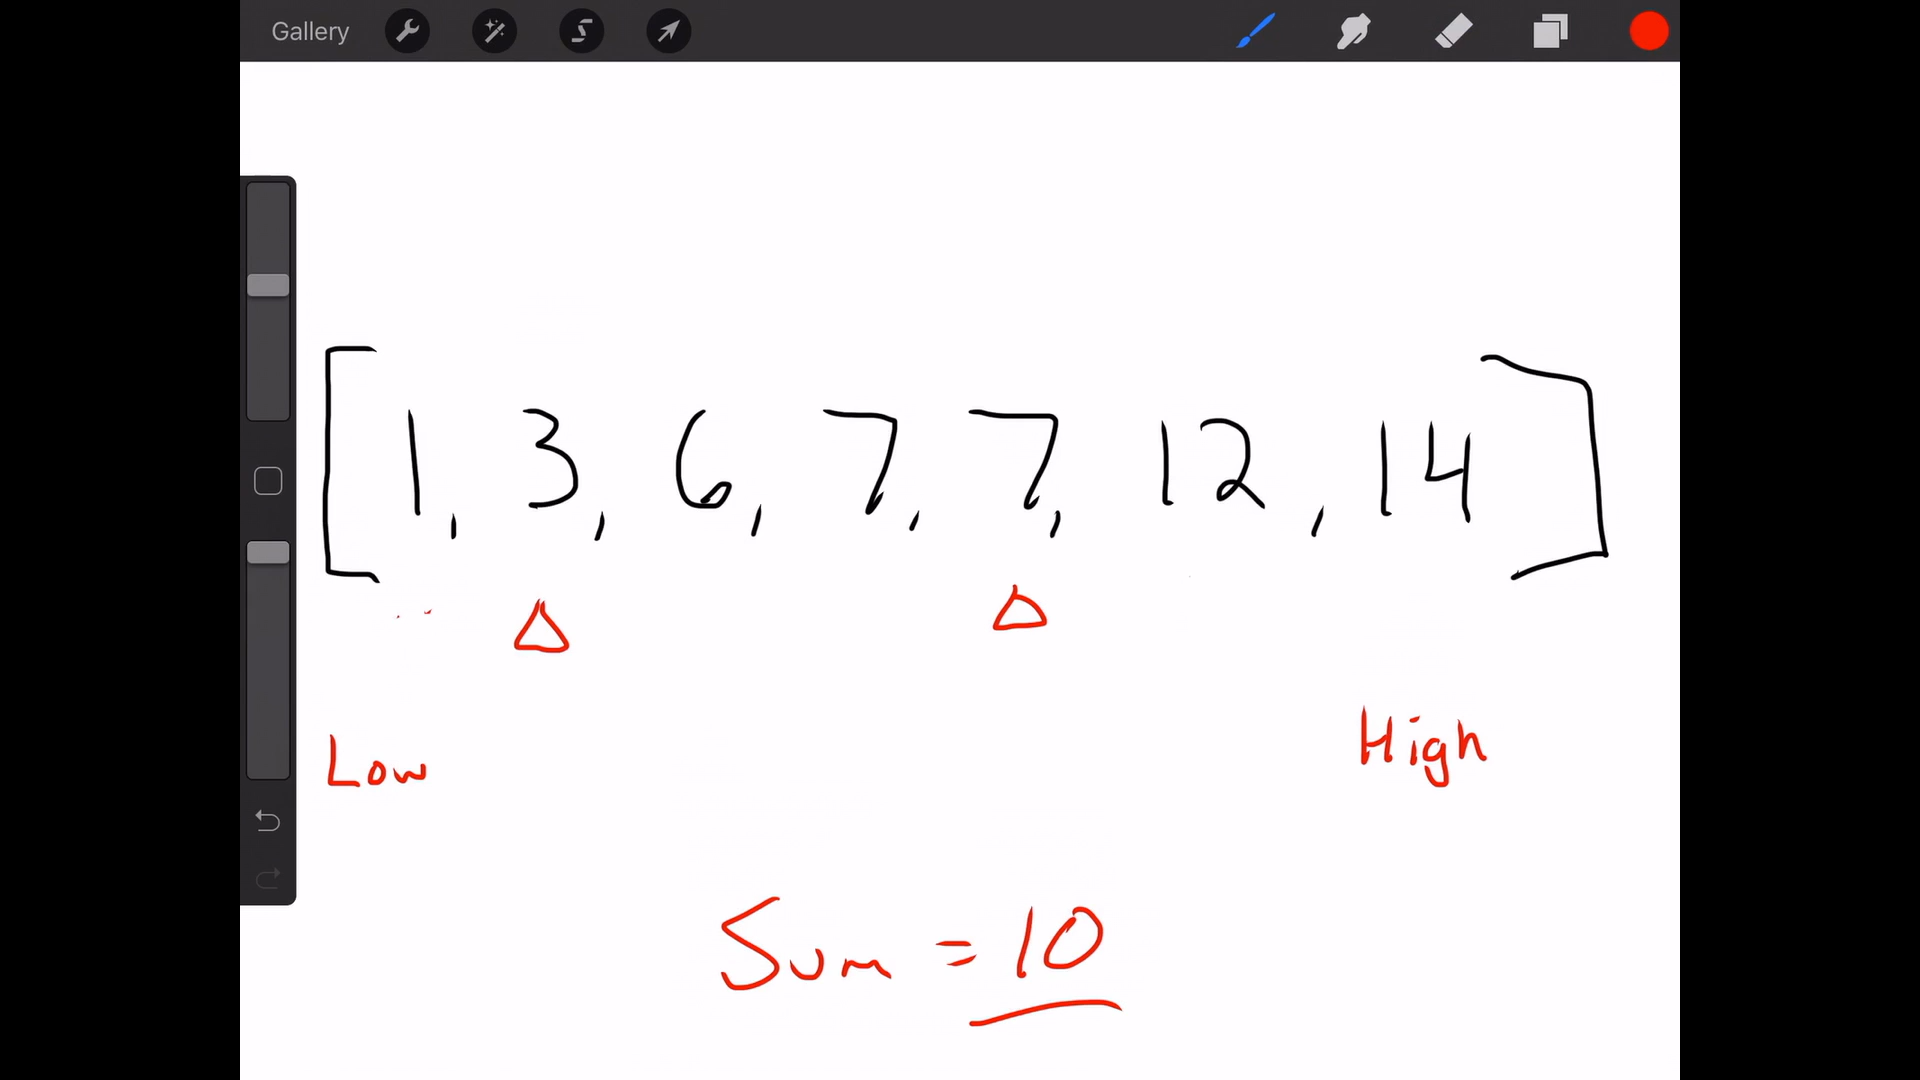 Gallery
[1, 3, 6, 7, 7, 12, 14]
Low
High
Sum = 10